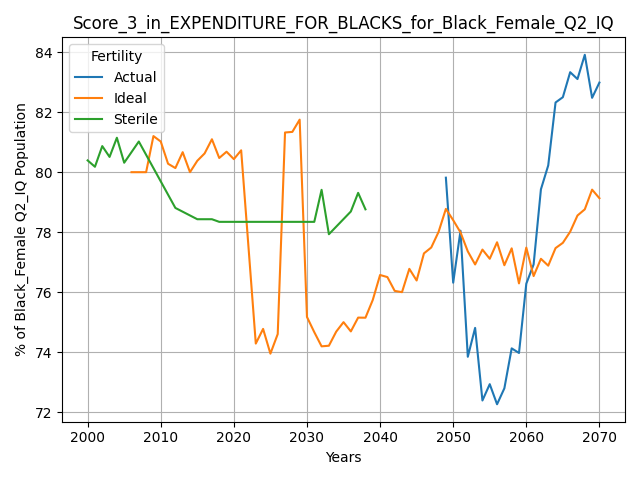 Score_3_in_EXPENDITURE_FOR_BLACKS_for_Black_Female_Q2_IQ
Fertility
Actual
Ideal
Sterile
% of Black_Female Q2_IQ Population
84
82
80
78
76
74
72
2000 2010 2020 2030 2040 2050 2060 2070
Years